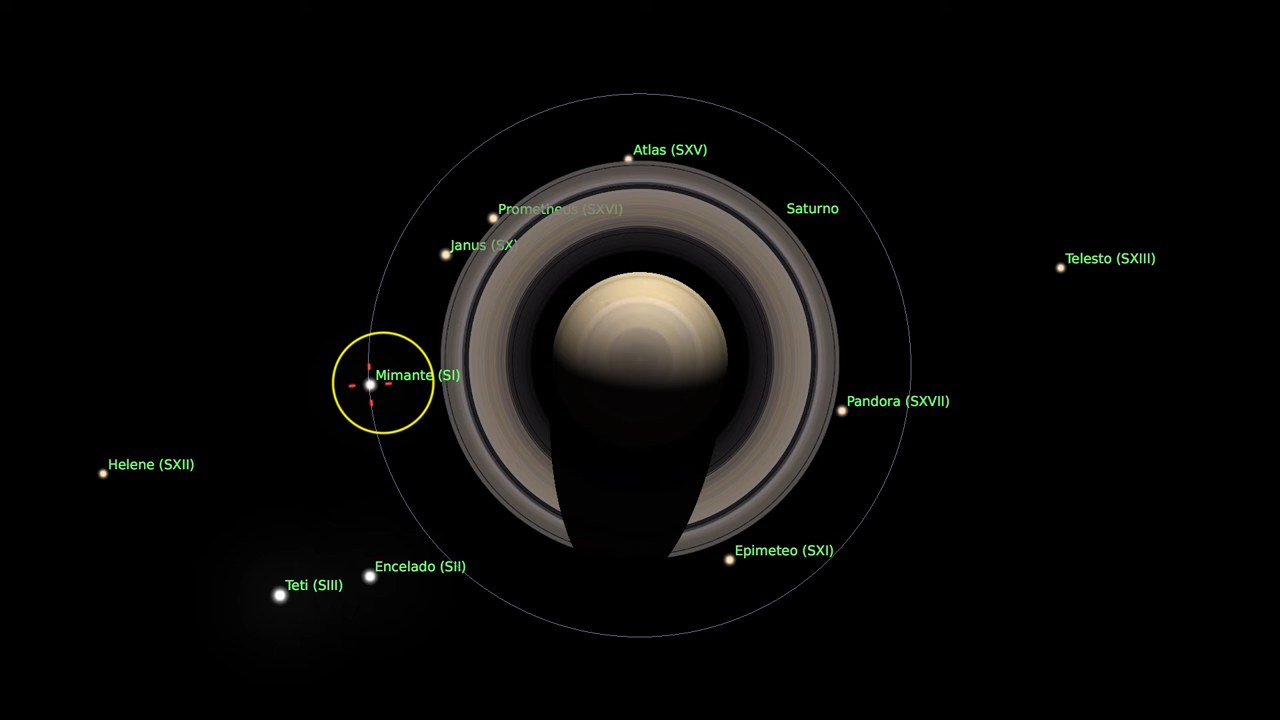 Atlas (SXV)
Prometheus (SXVI)
Saturno
Janus (SX)
Telesto (SXIII)
Mimante (SI)
Pandora (SXVII)
Helene (SXII)
Epimeteo (SXI)
Encelado (SII)
Teti (SIII)